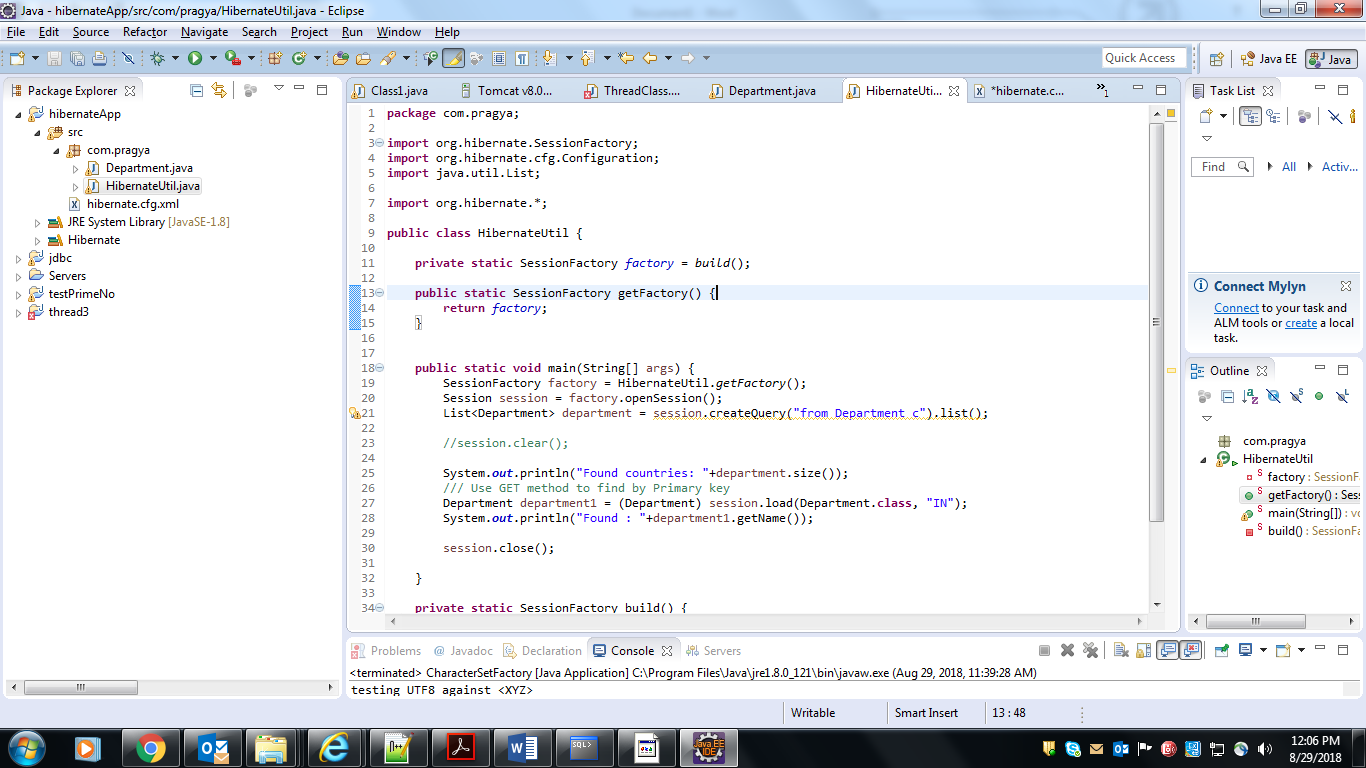 Java - hibernateApp/src/com/pragya/HibernateUtil.java - Eclipse
File Edit Source Refactor Navigate Search Project Run Window Help
Quick Access
Java EE
Java
Package Explorer
hibernateApp
src
com.pragya
Department.java
HibernateUtil.java
hibernate.cfg.xml
JRE System Library [JavaSE-1.8]
Hibernate
jdbc
Servers
testPrimeNo
thread3
Class1.java
Tomcat v8.0...
ThreadClass....
Department.java
HibernateUti...
*hibernate.c...
»1
1 package com.pragya;
2
3 import org.hibernate.SessionFactory;
4 import org.hibernate.cfg.Configuration;
5 import java.util.List;
6
7 import org.hibernate.*;
8
9 public class HibernateUtil {
10
11 private static SessionFactory factory = build();
12
13 public static SessionFactory getFactory() {
14 return factory;
15 }
16
17
18 public static void main(String[] args) {
19 SessionFactory factory = HibernateUtil.getFactory();
20 Session session = factory.openSession();
21 List<Department> department = session.createQuery("from Department c").list();
22
23 //session.clear();
24
25 System.out.println("Found countries: "+department.size());
26 /// Use GET method to find by Primary key
27 Department department1 = (Department) session.load(Department.class, "IN");
28 System.out.println("Found : "+department1.getName());
29
30 session.close();
31
32 }
33
34 private static SessionFactory build() {
Task List
Find
All
Activ...
Connect Mylyn
Connect to your task and
ALM tools or create a local
task.
Outline
com.pragya
HibernateUtil
factory : SessionF
getFactory() : Sess
main(String[]) : vo
build() : SessionFa
Problems
Javadoc
Declaration
Console
Servers
<terminated> CharacterSetFactory [Java Application] C:\Program Files\Java\jre1.8.0_121\bin\javaw.exe (Aug 29, 2018, 11:39:28 AM)
testing UTF8 against <XYZ>
Writable
Smart Insert
13 : 48
Java EE
IDE
12:06 PM
8/29/2018